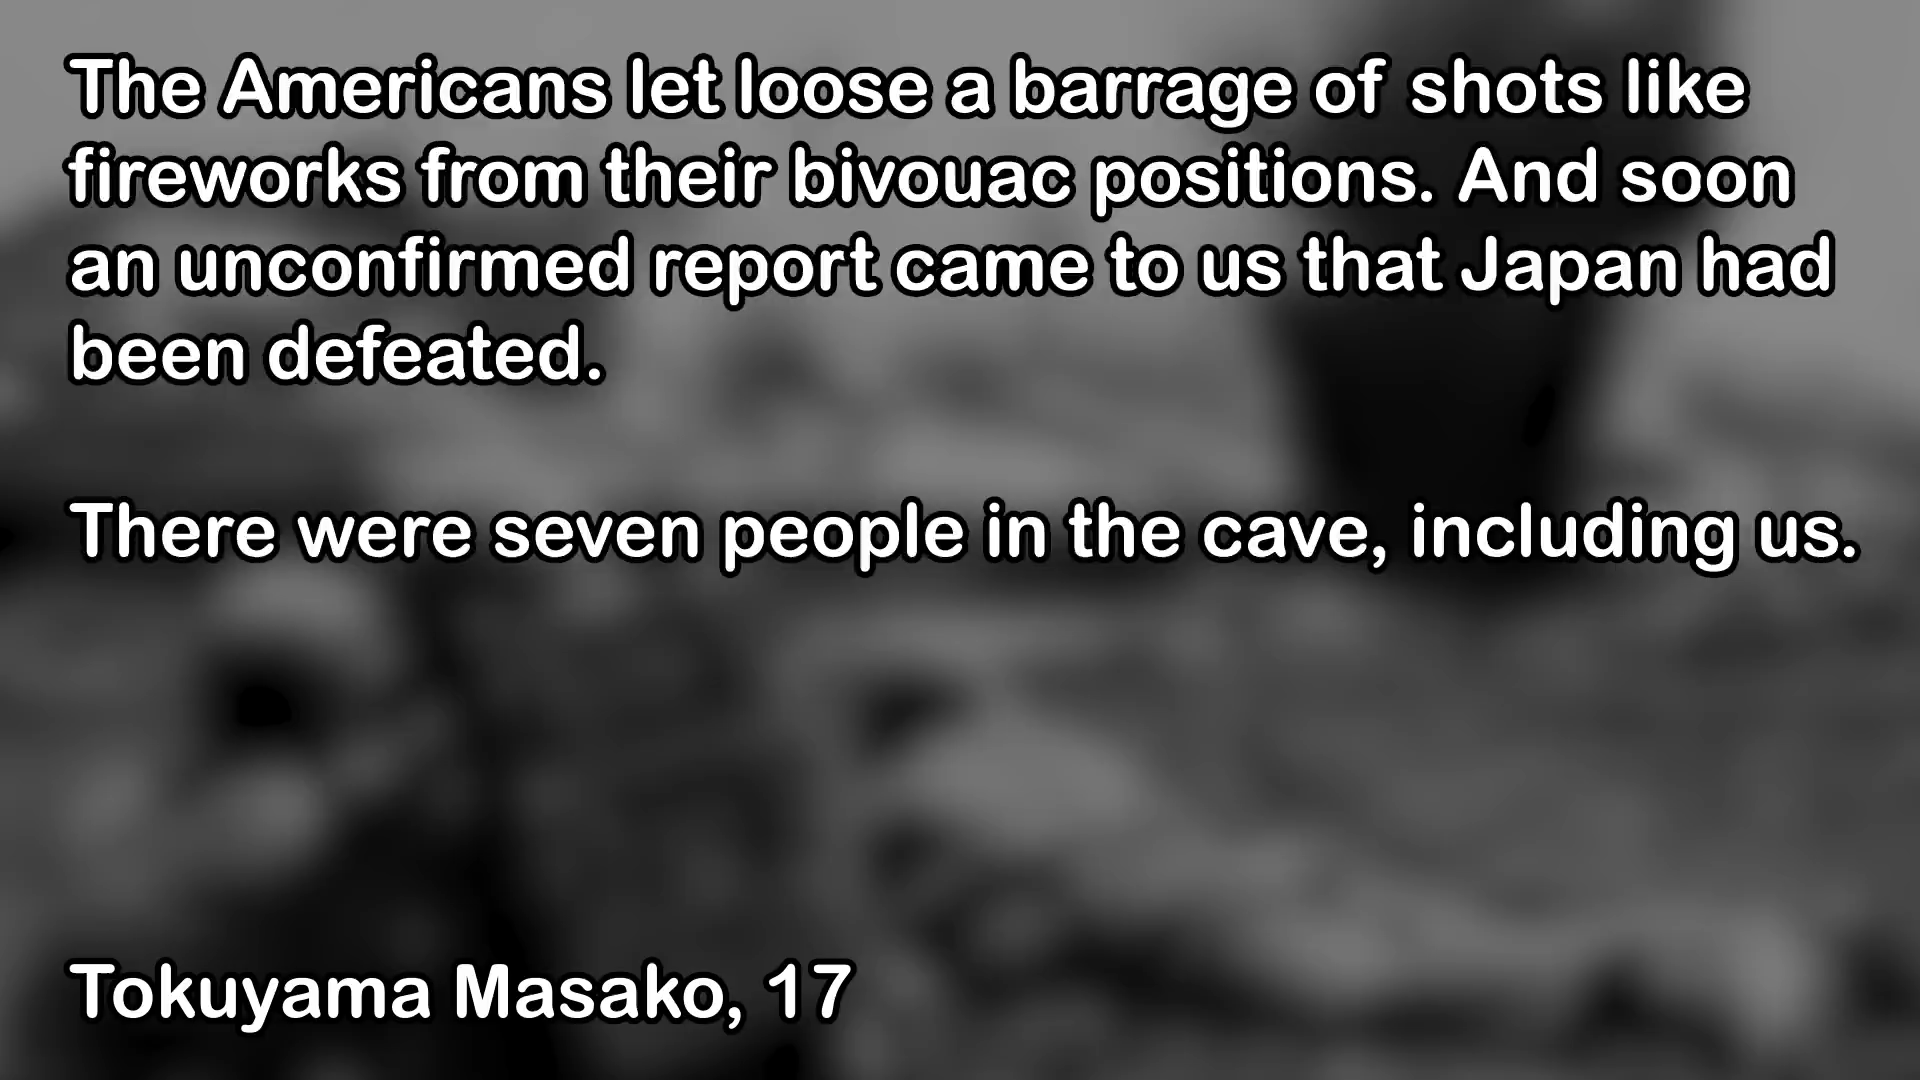 The Americans let loose a barrage of shots like
fireworks from their bivouac positions. And soon
an unconfirmed report came to us that Japan had
been defeated.
There were seven people in the cave, including us.
Tokuyama Masako, 17